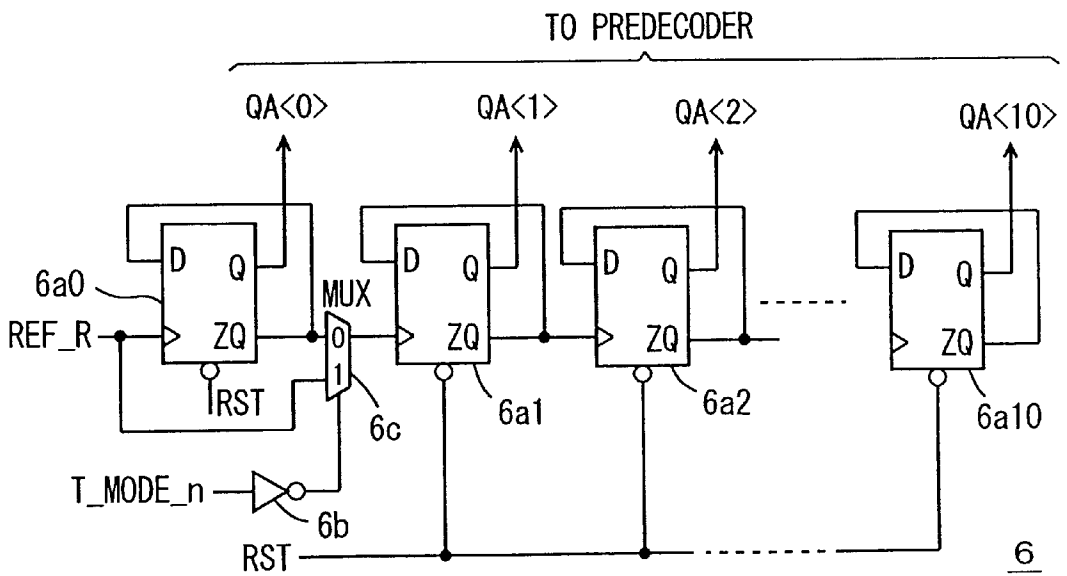 TO PREDECODER
QA<0> QA<1> QA<2> QA<10>
D Q D Q D Q D Q
6a0
MUX
REF_R ZQ 0 ZQ ZQ ZQ
1
RST 6c 6a1 6a2 6a10
T_MODE_n
6b
RST
6